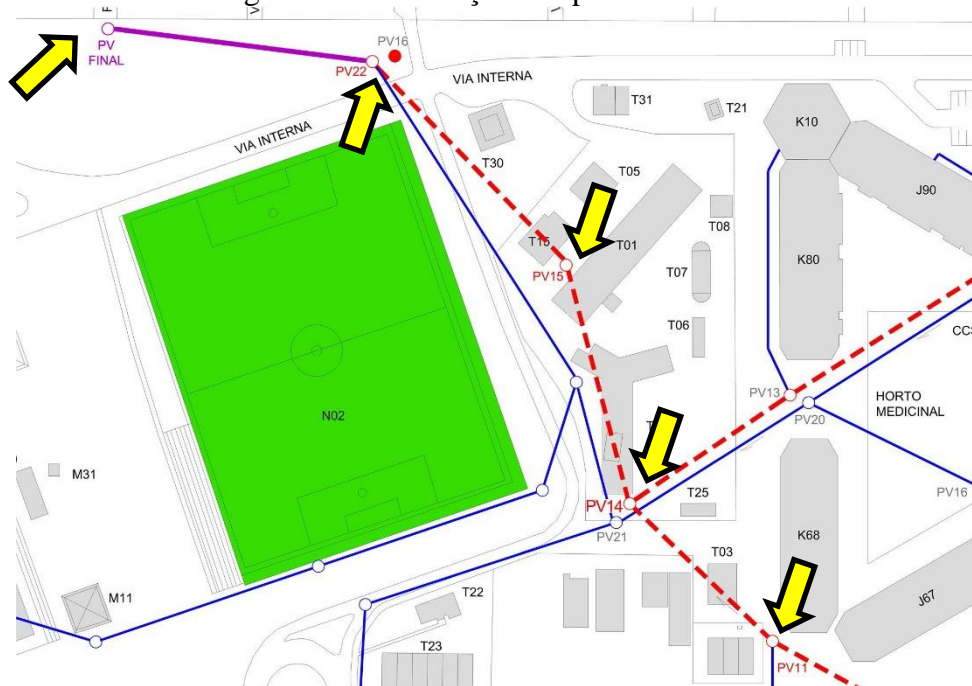 PV16
PV
FINAL
PV22
VIA INTERNA
T31
T21
K10
VIA INTERNA
T30
T05
J90
T08
T15
T01
K80
PV15
T07
T06
CCS
PV13
PV20
HORTO
MEDICINAL
N02
M31
PV14
T25
PV16
PV21
K68
T03
M11
T22
J67
T23
PV11